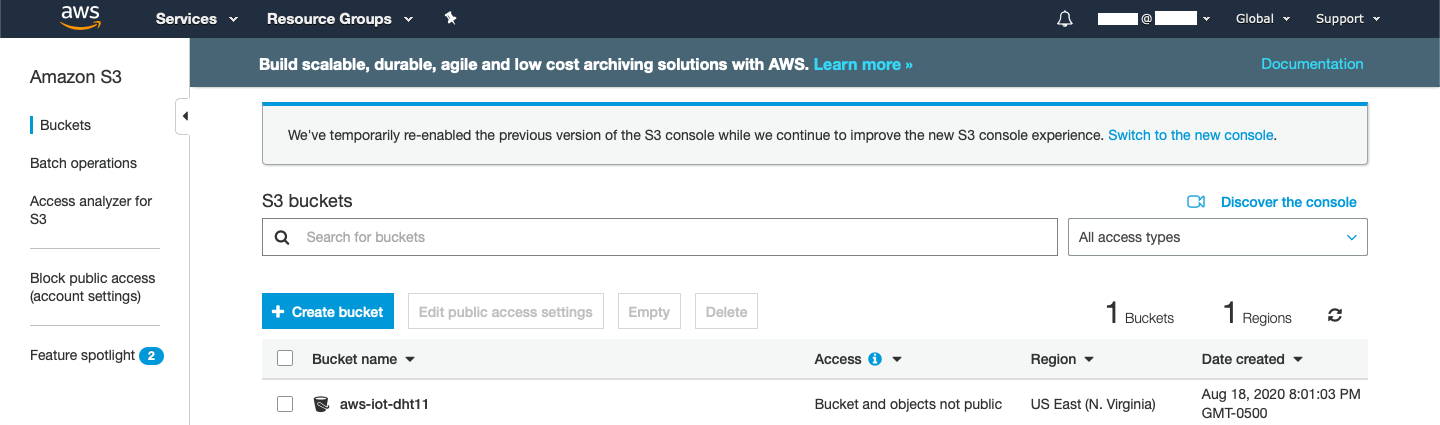 aws
Services
Resource Groups
@
Global
Support
Amazon S3
Buckets
Batch operations
Access analyzer for
S3
Block public access
(account settings)
Feature spotlight 2
Build scalable, durable, agile and low cost archiving solutions with AWS. Learn more »
Documentation
We've temporarily re-enabled the previous version of the S3 console while we continue to improve the new S3 console experience. Switch to the new console.
S3 buckets
Discover the console
Search for buckets
All access types
+ Create bucket
Edit public access settings
Empty
Delete
1 Buckets
1 Regions
Bucket name
Access
Region
Date created
aws-iot-dht11
Bucket and objects not public
US East (N. Virginia)
Aug 18, 2020 8:01:03 PM
GMT-0500